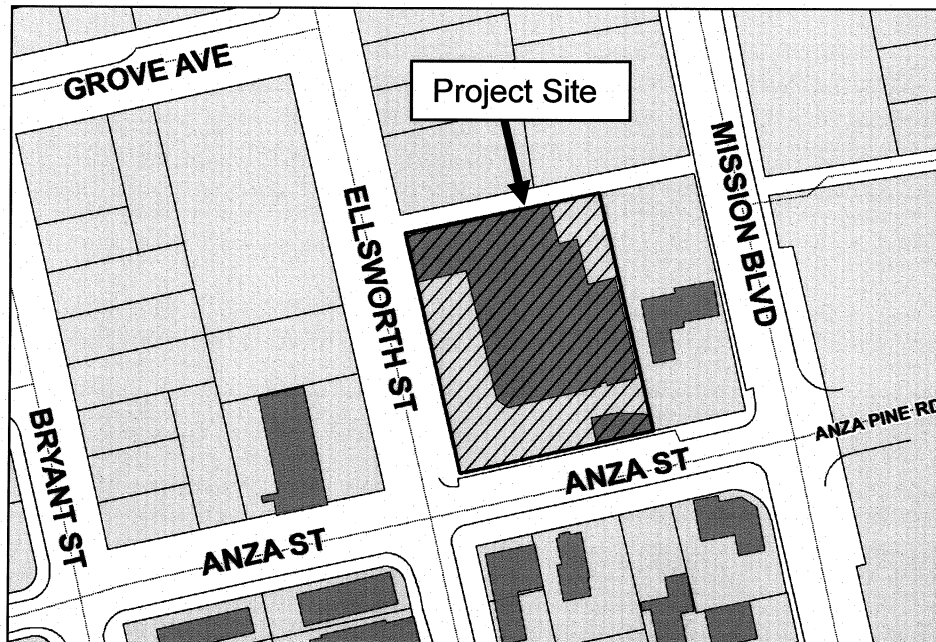 GROVE AVE
Project Site
MISSION BLVD
ELLSWORTH ST
BRYANT ST
ANZA PINE RD
ANZA ST
ANZA ST